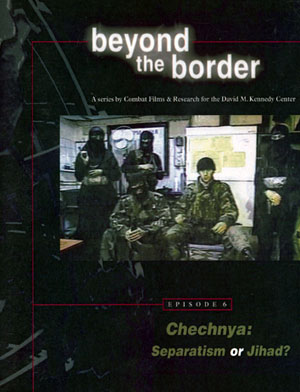 beyond
the border
A series by Combat Films & Research for the David M. Kennedy Center
EPISODE 6
Chechnya:
Separatism or Jihad?